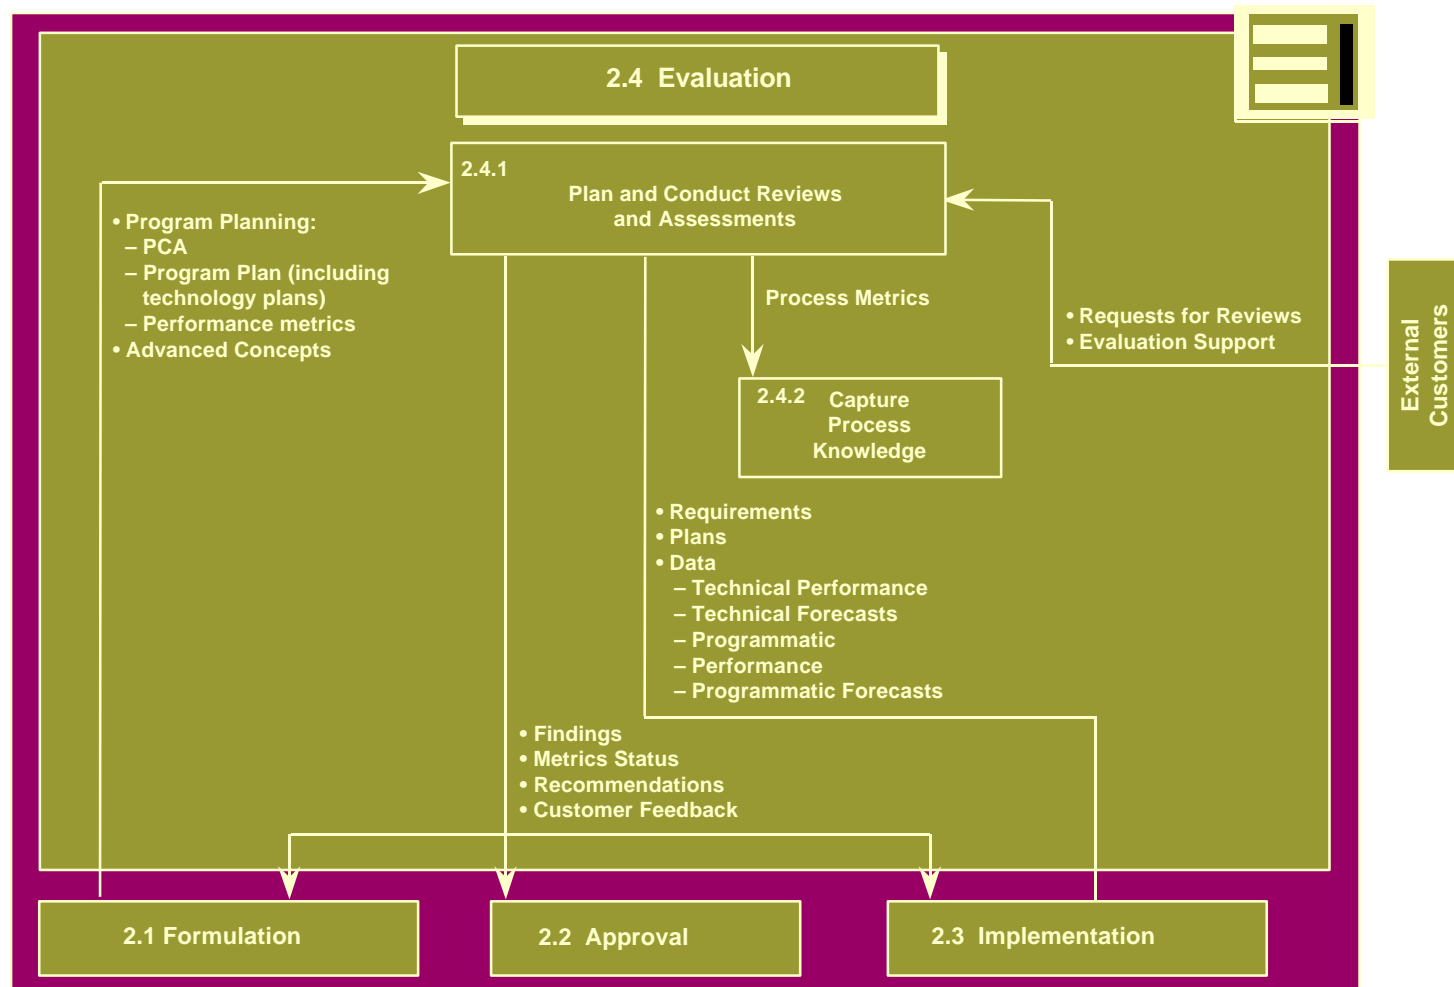 2.4 Evaluation
2.4.1
Plan and Conduct Reviews
and Assessments
• Program Planning:
– PCA
– Program Plan (including
technology plans)
– Performance metrics
• Advanced Concepts
Process Metrics
• Requests for Reviews
• Evaluation Support
External
Customers
2.4.2 Capture
Process
Knowledge
• Requirements
• Plans
• Data
– Technical Performance
– Technical Forecasts
– Programmatic
– Performance
– Programmatic Forecasts
• Findings
• Metrics Status
• Recommendations
• Customer Feedback
2.1 Formulation
2.2 Approval
2.3 Implementation